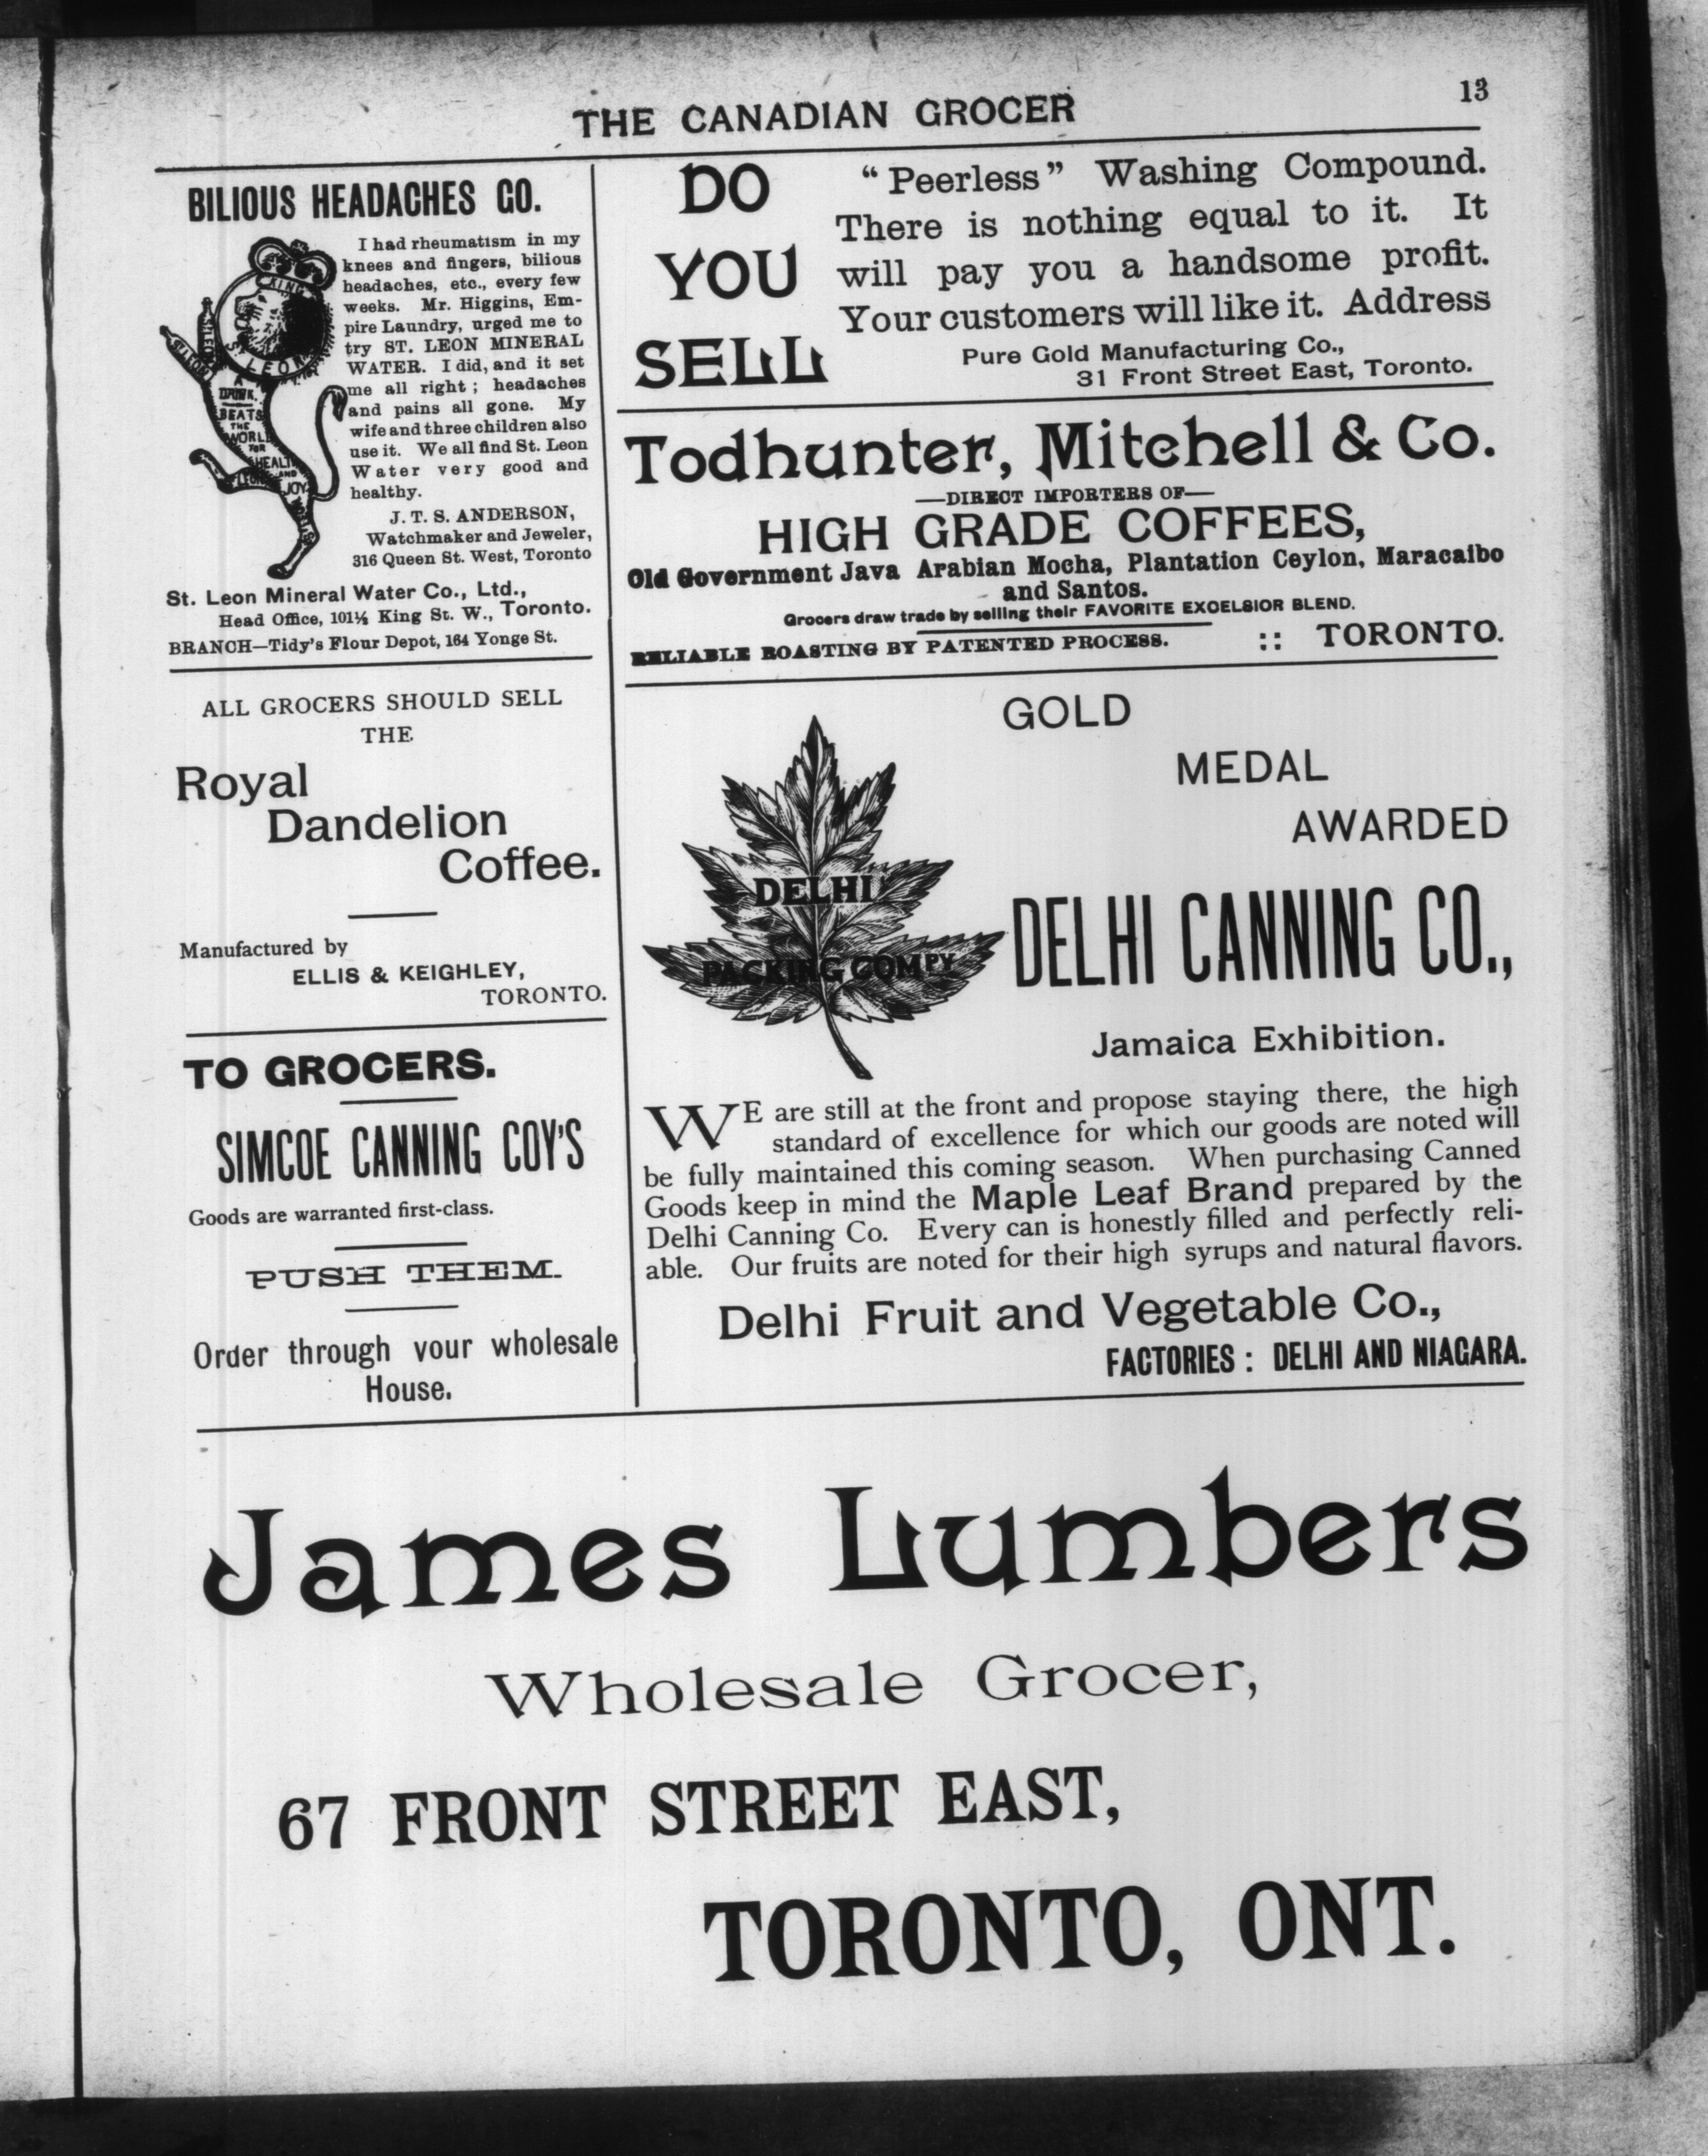 THE CANADIAN GROCER
13
BILIOUS HEADACHES GO.
I had rheumatism in my
knees and fingers, bilious
headaches, etc., every few
weeks. Mr. Higgins, Em-
pire Laundry, urged me to
try ST. LEON MINERAL
WATER. I did, and it set
me all right; headaches
and pains all gone. My
wife and three children also
use it. We all find St. Leon
Water very good and
healthy.
J. T. S. ANDERSON,
Watchmaker and Jeweler,
316 Queen St. West, Toronto
KING
ST LEON
A
DRINK
BEATS
THE
WORLD
FOR
HEALTH
AND
JOY
St. Leon Mineral Water Co., Ltd.,
Head Office, 101½ King St. W., Toronto.
BRANCH—Tidy's Flour Depot, 164 Yonge St.
ALL GROCERS SHOULD SELL
THE
Royal
Dandelion
Coffee.
Manufactured by
ELLIS & KEIGHLEY,
TORONTO.
TO GROCERS.
SIMCOE CANNING COY'S
Goods are warranted first-class.
PUSH THEM.
Order through your wholesale
House.
DO
YOU
SELL
"Peerless" Washing Compound.
There is nothing equal to it. It
will pay you a handsome profit.
Your customers will like it. Address
Pure Gold Manufacturing Co.,
31 Front Street East, Toronto.
Todhunter, Mitchell & Co.
—DIRECT IMPORTERS OF—
HIGH GRADE COFFEES,
Old Government Java Arabian Mocha, Plantation Ceylon, Maracaibo
and Santos.
Grocers draw trade by selling their FAVORITE EXCELSIOR BLEND.
RELIABLE ROASTING BY PATENTED PROCESS. :: TORONTO.
GOLD
MEDAL
AWARDED
DELHI
PACKING COMPY
DELHI CANNING CO.,
Jamaica Exhibition.
WE are still at the front and propose staying there, the high
standard of excellence for which our goods are noted will
be fully maintained this coming season. When purchasing Canned
Goods keep in mind the Maple Leaf Brand prepared by the
Delhi Canning Co. Every can is honestly filled and perfectly reli-
able. Our fruits are noted for their high syrups and natural flavors.
Delhi Fruit and Vegetable Co.,
FACTORIES: DELHI AND NIAGARA.
James Lumbers
Wholesale Grocer,
67 FRONT STREET EAST,
TORONTO, ONT.